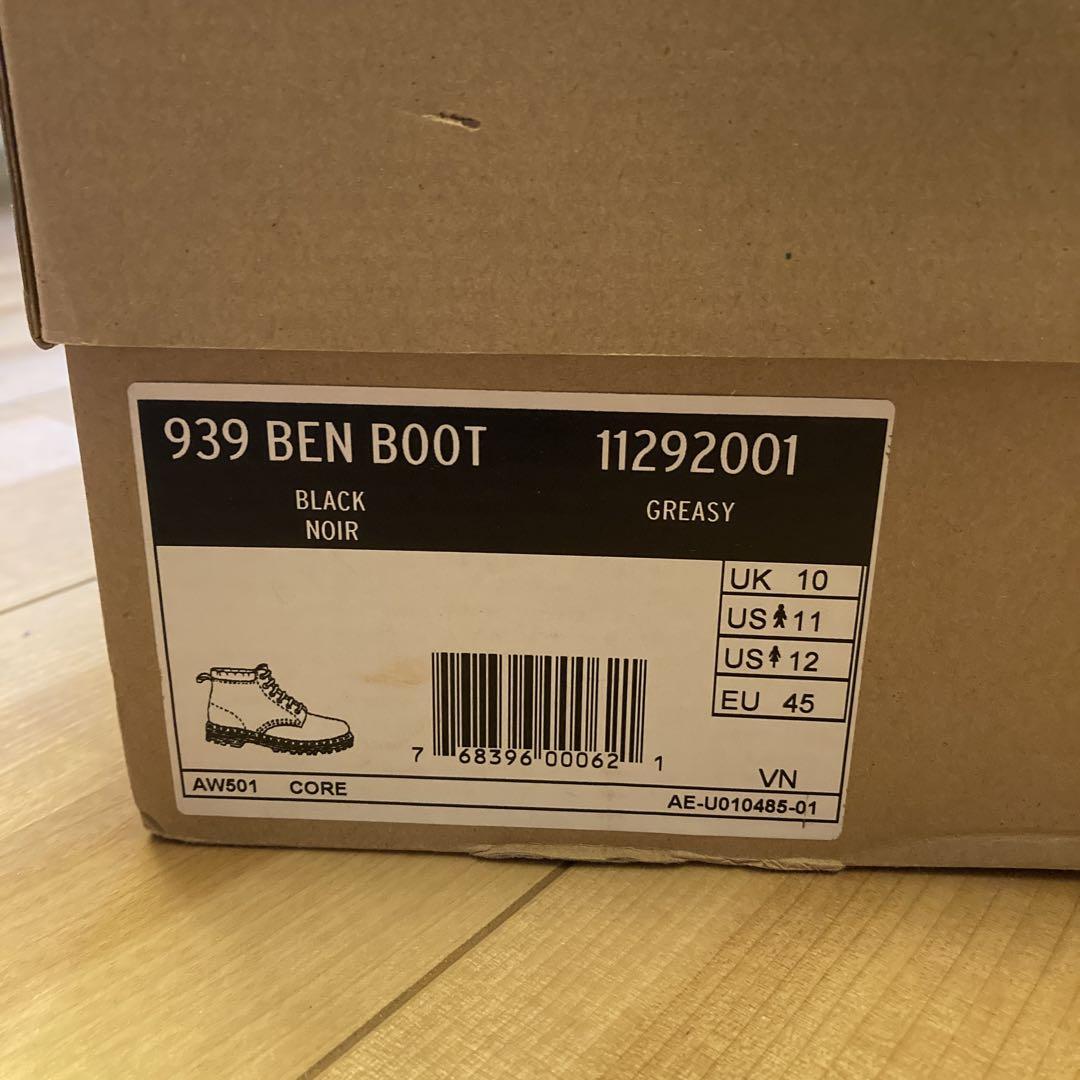 939 BEN BOOT 11292001
BLACK GREASY
NOIR
UK 10
US 11
US 12
EU 45
7 68396 00062 1
VN
AW501 CORE AE-U010485-01